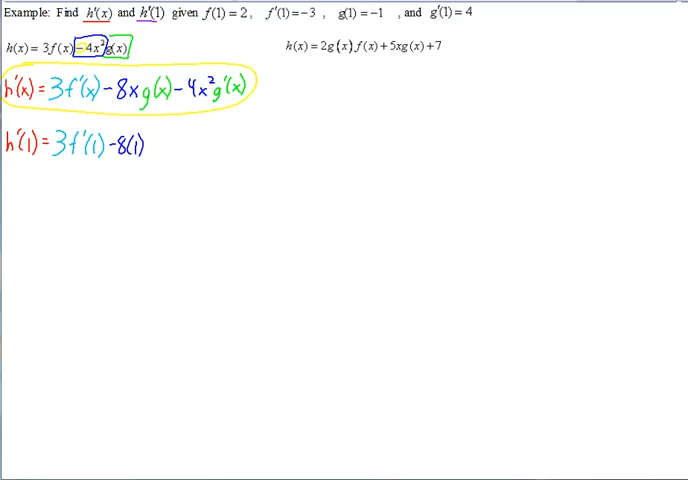 Example: Find h′(x) and h′(1) given f(1) = 2, f′(1) = −3, g(1) = −1, and g′(1) = 4
h(x) = 3f(x) − 4x²g(x)
h(x) = 2g(x)f(x) + 5xg(x) + 7
h′(x) = 3f′(x) − 8xg(x) − 4x²g′(x)
h′(1) = 3f′(1) − 8(1)